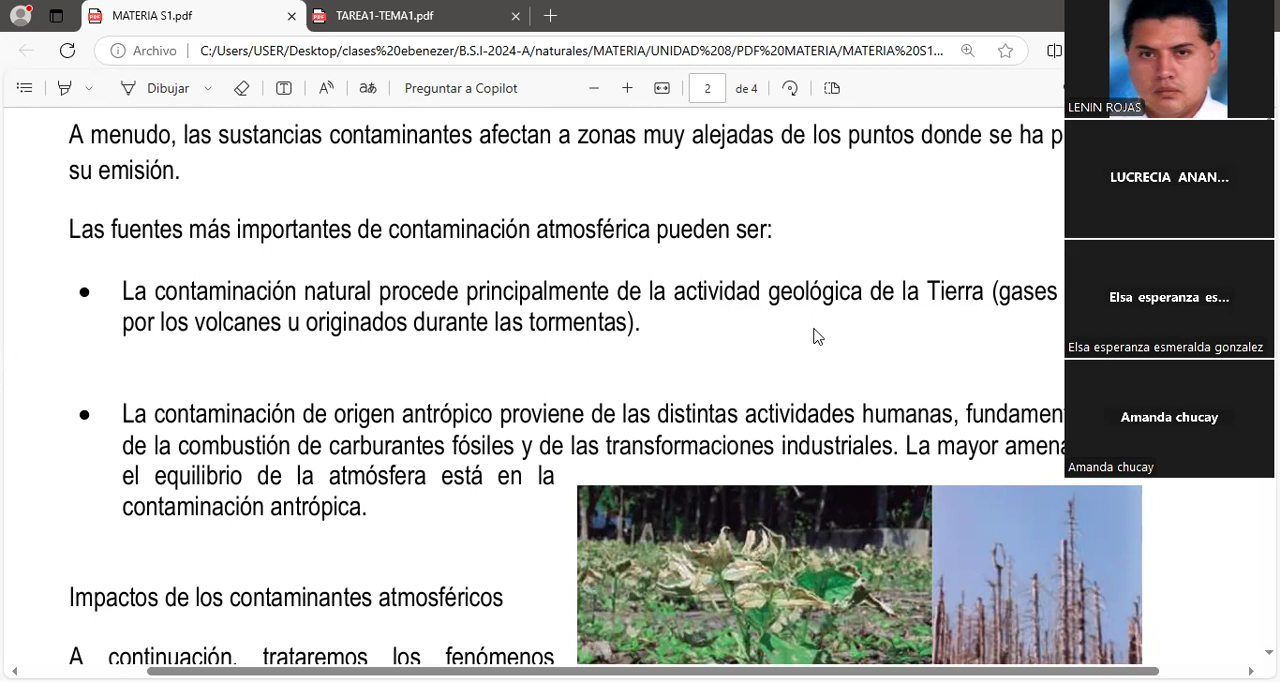 MATERIA S1.pdf
TAREA1-TEMA1.pdf
Archivo
C:/Users/USER/Desktop/clases%20ebenezer/B.S.I-2024-A/naturales/MATERIA/UNIDAD%208/PDF%20MATERIA/MATERIA%20S1...
Dibujar
Preguntar a Copilot
2
de 4
A menudo, las sustancias contaminantes afectan a zonas muy alejadas de los puntos donde se ha p
su emisión.
Las fuentes más importantes de contaminación atmosférica pueden ser:
La contaminación natural procede principalmente de la actividad geológica de la Tierra (gases
por los volcanes u originados durante las tormentas).
La contaminación de origen antrópico proviene de las distintas actividades humanas, fundament
de la combustión de carburantes fósiles y de las transformaciones industriales. La mayor amena
el equilibrio de la atmósfera está en la
contaminación antrópica.
Impactos de los contaminantes atmosféricos
A continuación, trataremos los fenómenos
LENIN ROJAS
LUCRECIA ANAN...
Elsa esperanza es...
Elsa esperanza esmeralda gonzalez
Amanda chucay
Amanda chucay